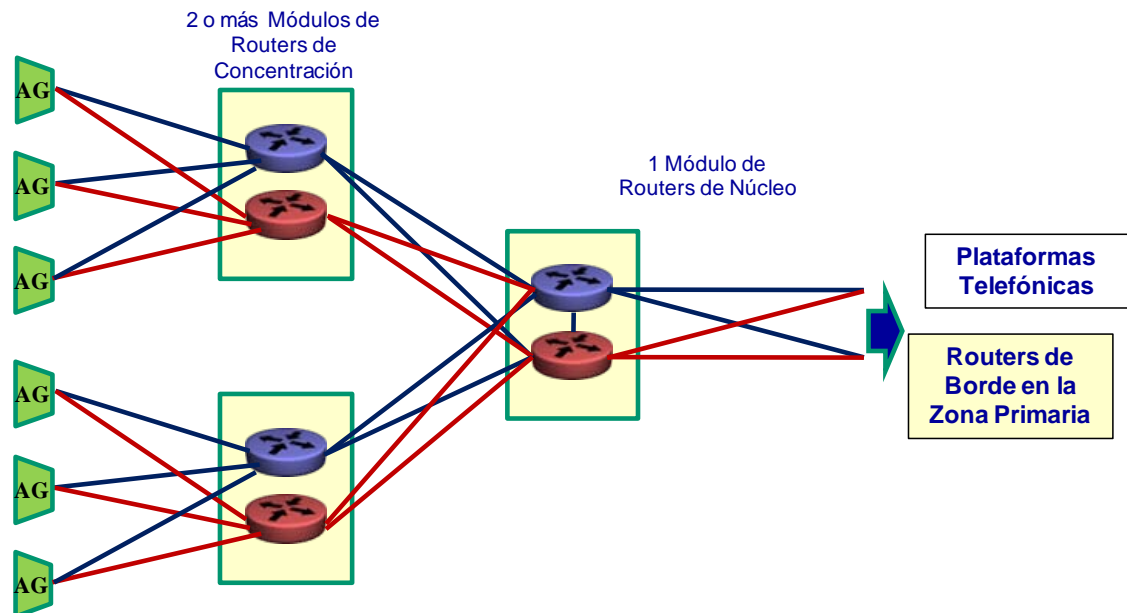 2 o más Módulos de
Routers de
Concentración
AG
AG
AG
AG
AG
AG
1 Módulo de
Routers de Núcleo
Plataformas
Telefónicas
Routers de
Borde en la
Zona Primaria